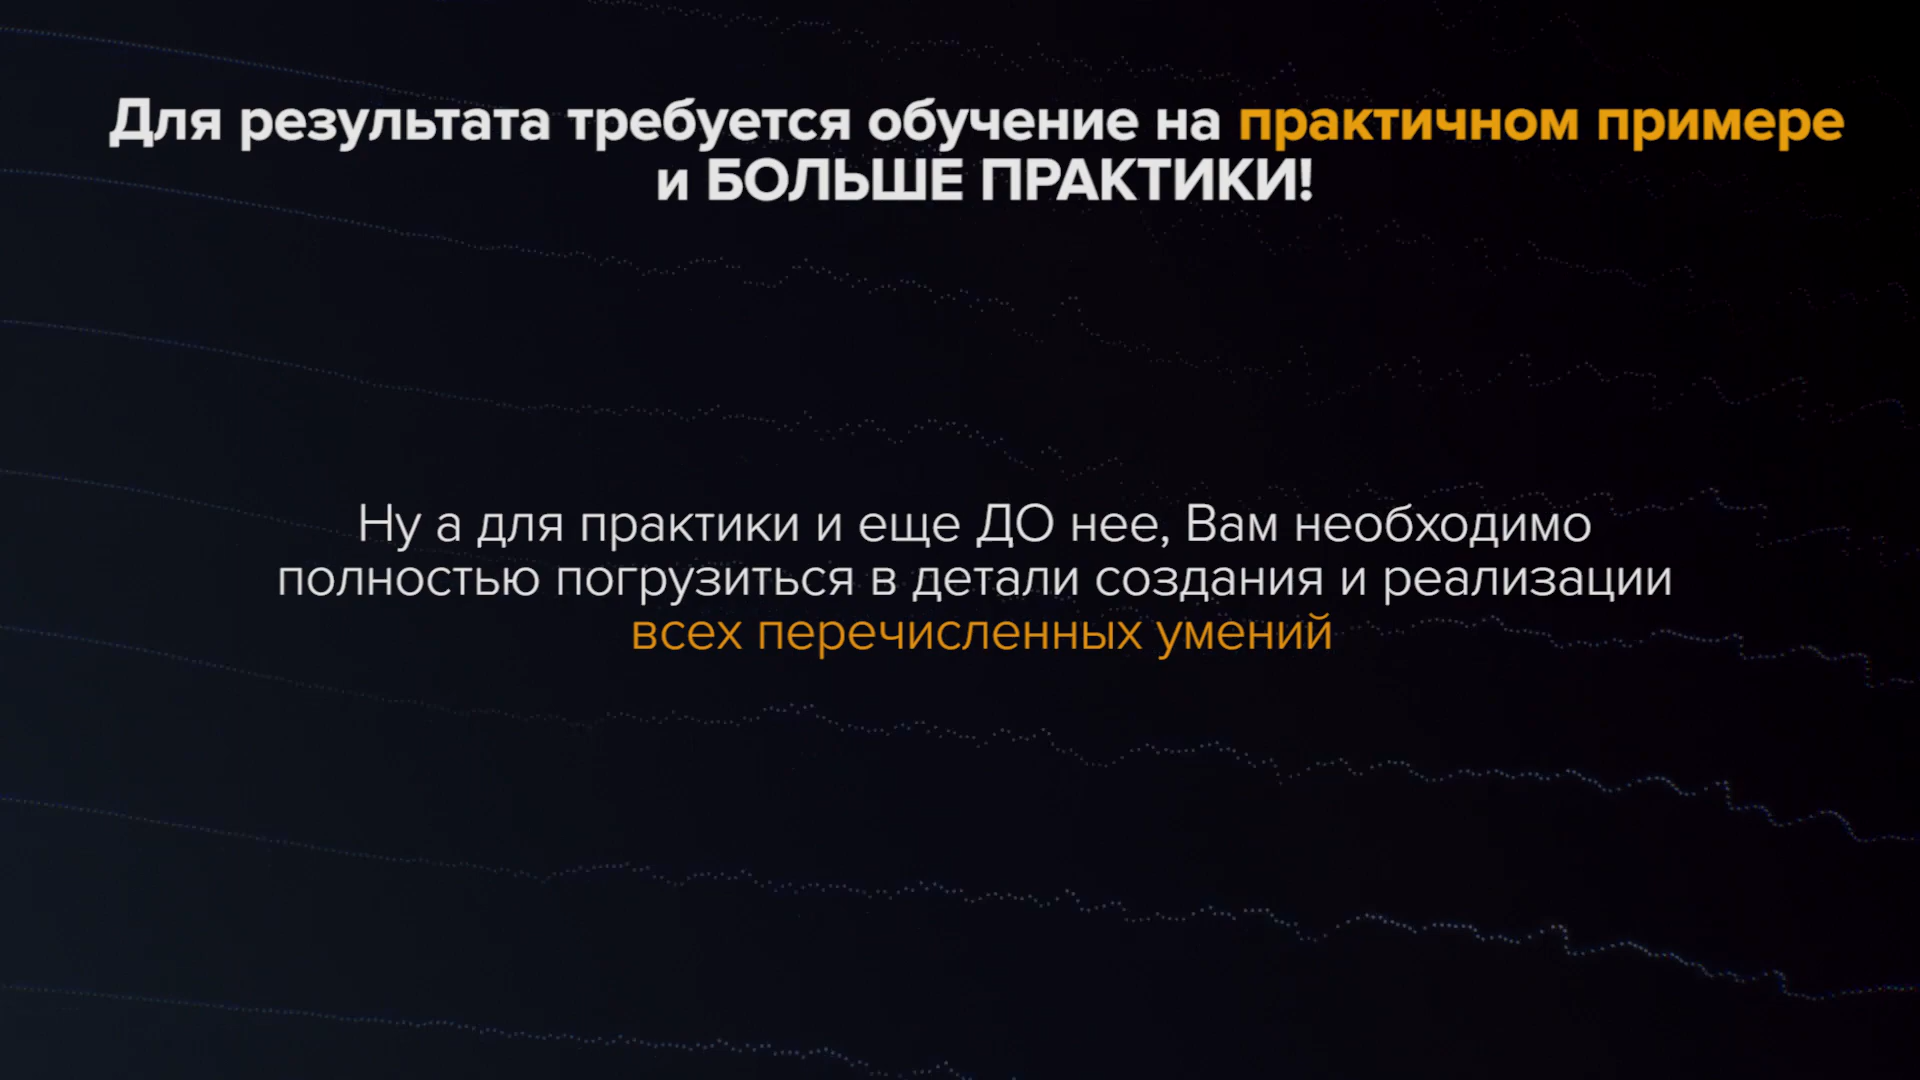 Для результата требуется обучение на практичном примере
и БОЛЬШЕ ПРАКТИКИ!
Ну а для практики и еще ДО нее, Вам необходимо
полностью погрузиться в детали создания и реализации
всех перечисленных умений